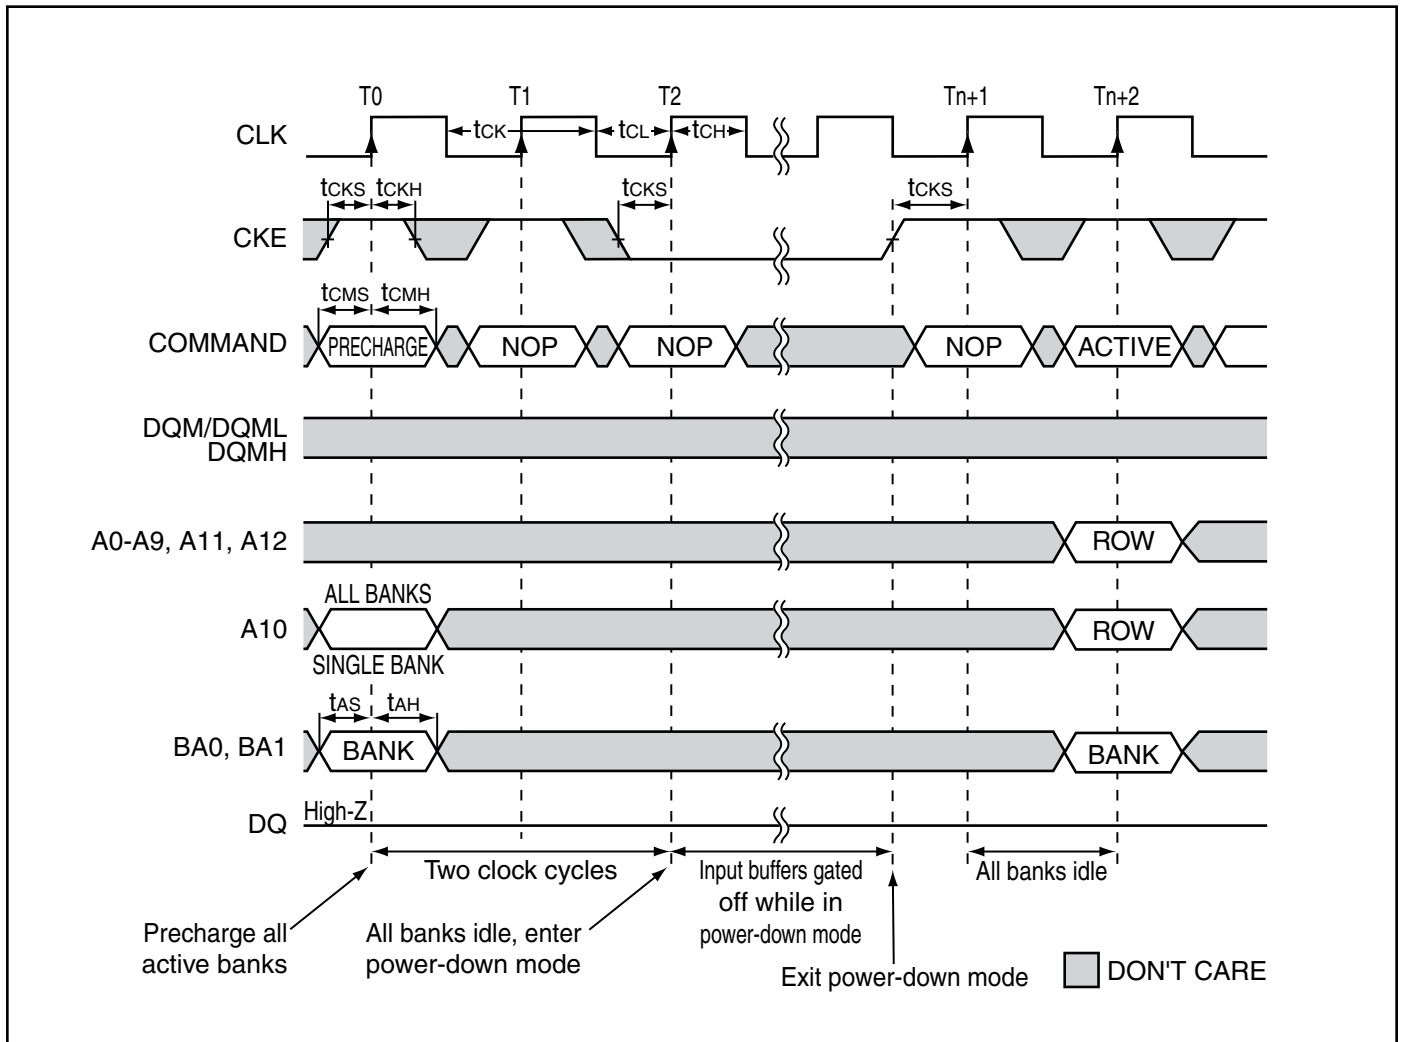 T0 T1 T2 Tn+1 Tn+2
CLK tCK tCL tCH
tCKS tCKH tCKS tCKS
CKE
tCMS tCMH
COMMAND PRECHARGE NOP NOP NOP ACTIVE
DQM/DQML
DQMH
A0-A9, A11, A12 ROW
ALL BANKS
A10 ROW
SINGLE BANK
tAS tAH
BA0, BA1 BANK BANK
DQ High-Z
Two clock cycles
Input buffers gated
off while in
power-down mode
All banks idle
Precharge all
active banks
All banks idle, enter
power-down mode
Exit power-down mode
DON'T CARE